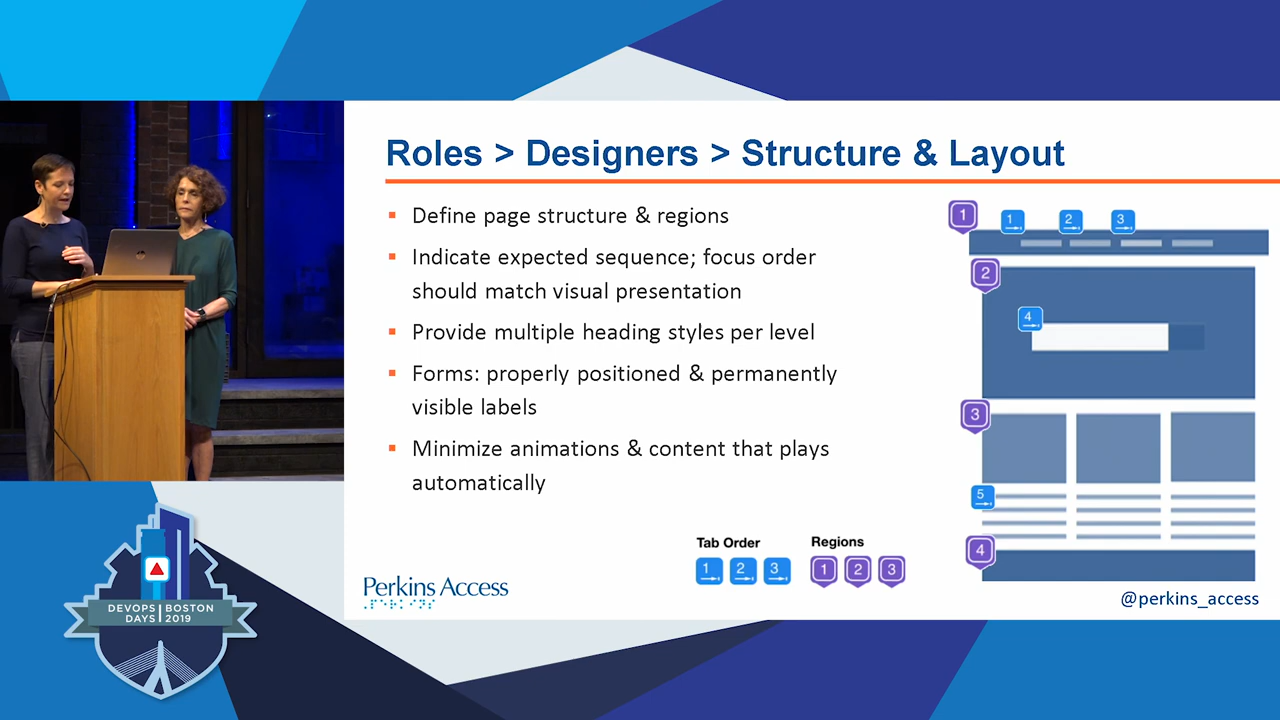 Roles > Designers > Structure & Layout
▪ Define page structure & regions
▪ Indicate expected sequence; focus order
should match visual presentation
▪ Provide multiple heading styles per level
▪ Forms: properly positioned & permanently
visible labels
▪ Minimize animations & content that plays
automatically
1
1
2
3
2
4
3
5
4
Tab Order
1 2 3
Regions
1 2 3
Perkins Access
⠠⠏⠑⠗⠅⠊⠝⠎
@perkins_access
DEVOPS | BOSTON
DAYS | 2019
hp